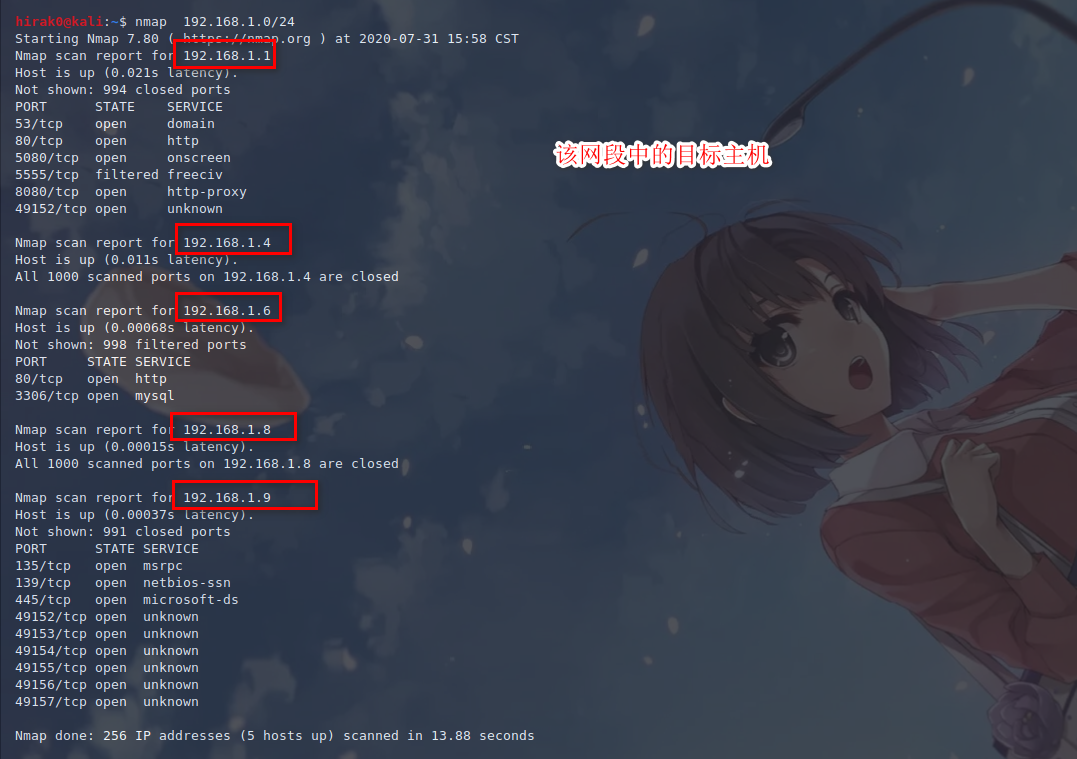 hirak0@kali:~$ nmap  192.168.1.0/24
Starting Nmap 7.80 ( https://nmap.org ) at 2020-07-31 15:58 CST
Nmap scan report for 192.168.1.1
Host is up (0.021s latency).
Not shown: 994 closed ports
PORT      STATE    SERVICE
53/tcp    open     domain
80/tcp    open     http
该网段中的目标主机
5080/tcp  open     onscreen
5555/tcp  filtered freeciv
8080/tcp  open     http-proxy
49152/tcp open     unknown
Nmap scan report for 192.168.1.4
Host is up (0.011s latency).
All 1000 scanned ports on 192.168.1.4 are closed
Nmap scan report for 192.168.1.6
Host is up (0.00068s latency).
Not shown: 998 filtered ports
PORT     STATE SERVICE
80/tcp   open  http
3306/tcp open  mysql
Nmap scan report for 192.168.1.8
Host is up (0.00015s latency).
All 1000 scanned ports on 192.168.1.8 are closed
Nmap scan report for 192.168.1.9
Host is up (0.00037s latency).
Not shown: 991 closed ports
PORT      STATE SERVICE
135/tcp   open  msrpc
139/tcp   open  netbios-ssn
445/tcp   open  microsoft-ds
49152/tcp open  unknown
49153/tcp open  unknown
49154/tcp open  unknown
49155/tcp open  unknown
49156/tcp open  unknown
49157/tcp open  unknown
Nmap done: 256 IP addresses (5 hosts up) scanned in 13.88 seconds